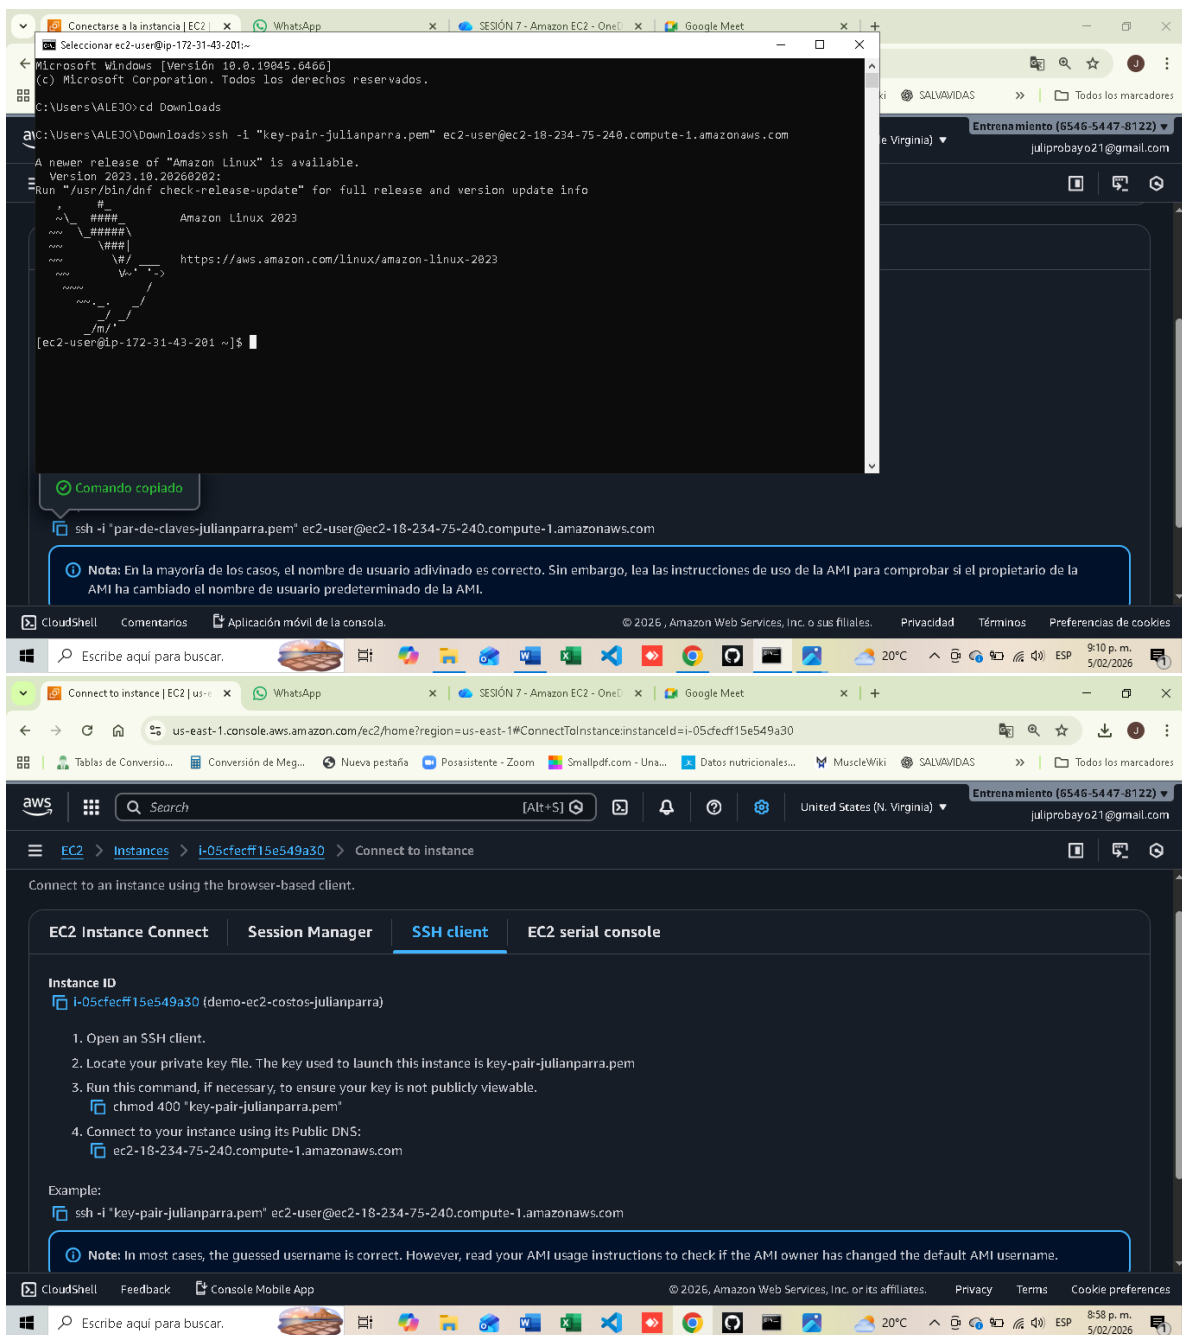 Conectarse a la instancia | EC2 |
WhatsApp
SESIÓN 7 - Amazon EC2 - OneD
Google Meet
Seleccionar ec2-user@ip-172-31-43-201:~
Microsoft Windows [Versión 10.0.19045.6466]
(c) Microsoft Corporation. Todos los derechos reservados.
C:\Users\ALEJO>cd Downloads
C:\Users\ALEJO\Downloads>ssh -i "key-pair-julianparra.pem" ec2-user@ec2-18-234-75-240.compute-1.amazonaws.com
A newer release of "Amazon Linux" is available.
Version 2023.10.20260202:
Run "/usr/bin/dnf check-release-update" for full release and version update info
Amazon Linux 2023
https://aws.amazon.com/linux/amazon-linux-2023
[ec2-user@ip-172-31-43-201 ~]$
ki
SALVAVIDAS
»
Todos los marcadores
J
de Virginia)
Entrenamiento (6546-5447-8122)
juliprobayo21@gmail.com
Comando copiado
ssh -i "par-de-claves-julianparra.pem" ec2-user@ec2-18-234-75-240.compute-1.amazonaws.com
Nota: En la mayoría de los casos, el nombre de usuario adivinado es correcto. Sin embargo, lea las instrucciones de uso de la AMI para comprobar si el propietario de la
AMI ha cambiado el nombre de usuario predeterminado de la AMI.
CloudShell Comentarios Aplicación móvil de la consola. © 2026 , Amazon Web Services, Inc. o sus filiales. Privacidad Términos Preferencias de cookies
Escribe aquí para buscar. 20°C ESP 9:10 p. m.
5/02/2026
Connect to instance | EC2 | us-e
WhatsApp
SESIÓN 7 - Amazon EC2 - OneD
Google Meet
us-east-1.console.aws.amazon.com/ec2/home?region=us-east-1#ConnectToInstance:instanceId=i-05cfecff15e549a30
J
Tablas de Conversio... Conversión de Meg... Nueva pestaña Posasistente - Zoom Smallpdf.com - Una... Datos nutricionales... MuscleWiki SALVAVIDAS » Todos los marcadores
aws Search [Alt+S] United States (N. Virginia) Entrenamiento (6546-5447-8122)
juliprobayo21@gmail.com
EC2 > Instances > i-05cfecff15e549a30 > Connect to instance
Connect to an instance using the browser-based client.
EC2 Instance Connect Session Manager SSH client EC2 serial console
Instance ID
i-05cfecff15e549a30 (demo-ec2-costos-julianparra)
1. Open an SSH client.
2. Locate your private key file. The key used to launch this instance is key-pair-julianparra.pem
3. Run this command, if necessary, to ensure your key is not publicly viewable.
chmod 400 "key-pair-julianparra.pem"
4. Connect to your instance using its Public DNS:
ec2-18-234-75-240.compute-1.amazonaws.com
Example:
ssh -i "key-pair-julianparra.pem" ec2-user@ec2-18-234-75-240.compute-1.amazonaws.com
Note: In most cases, the guessed username is correct. However, read your AMI usage instructions to check if the AMI owner has changed the default AMI username.
CloudShell Feedback Console Mobile App © 2026, Amazon Web Services, Inc. or its affiliates. Privacy Terms Cookie preferences
Escribe aquí para buscar. 20°C ESP 8:58 p. m.
5/02/2026